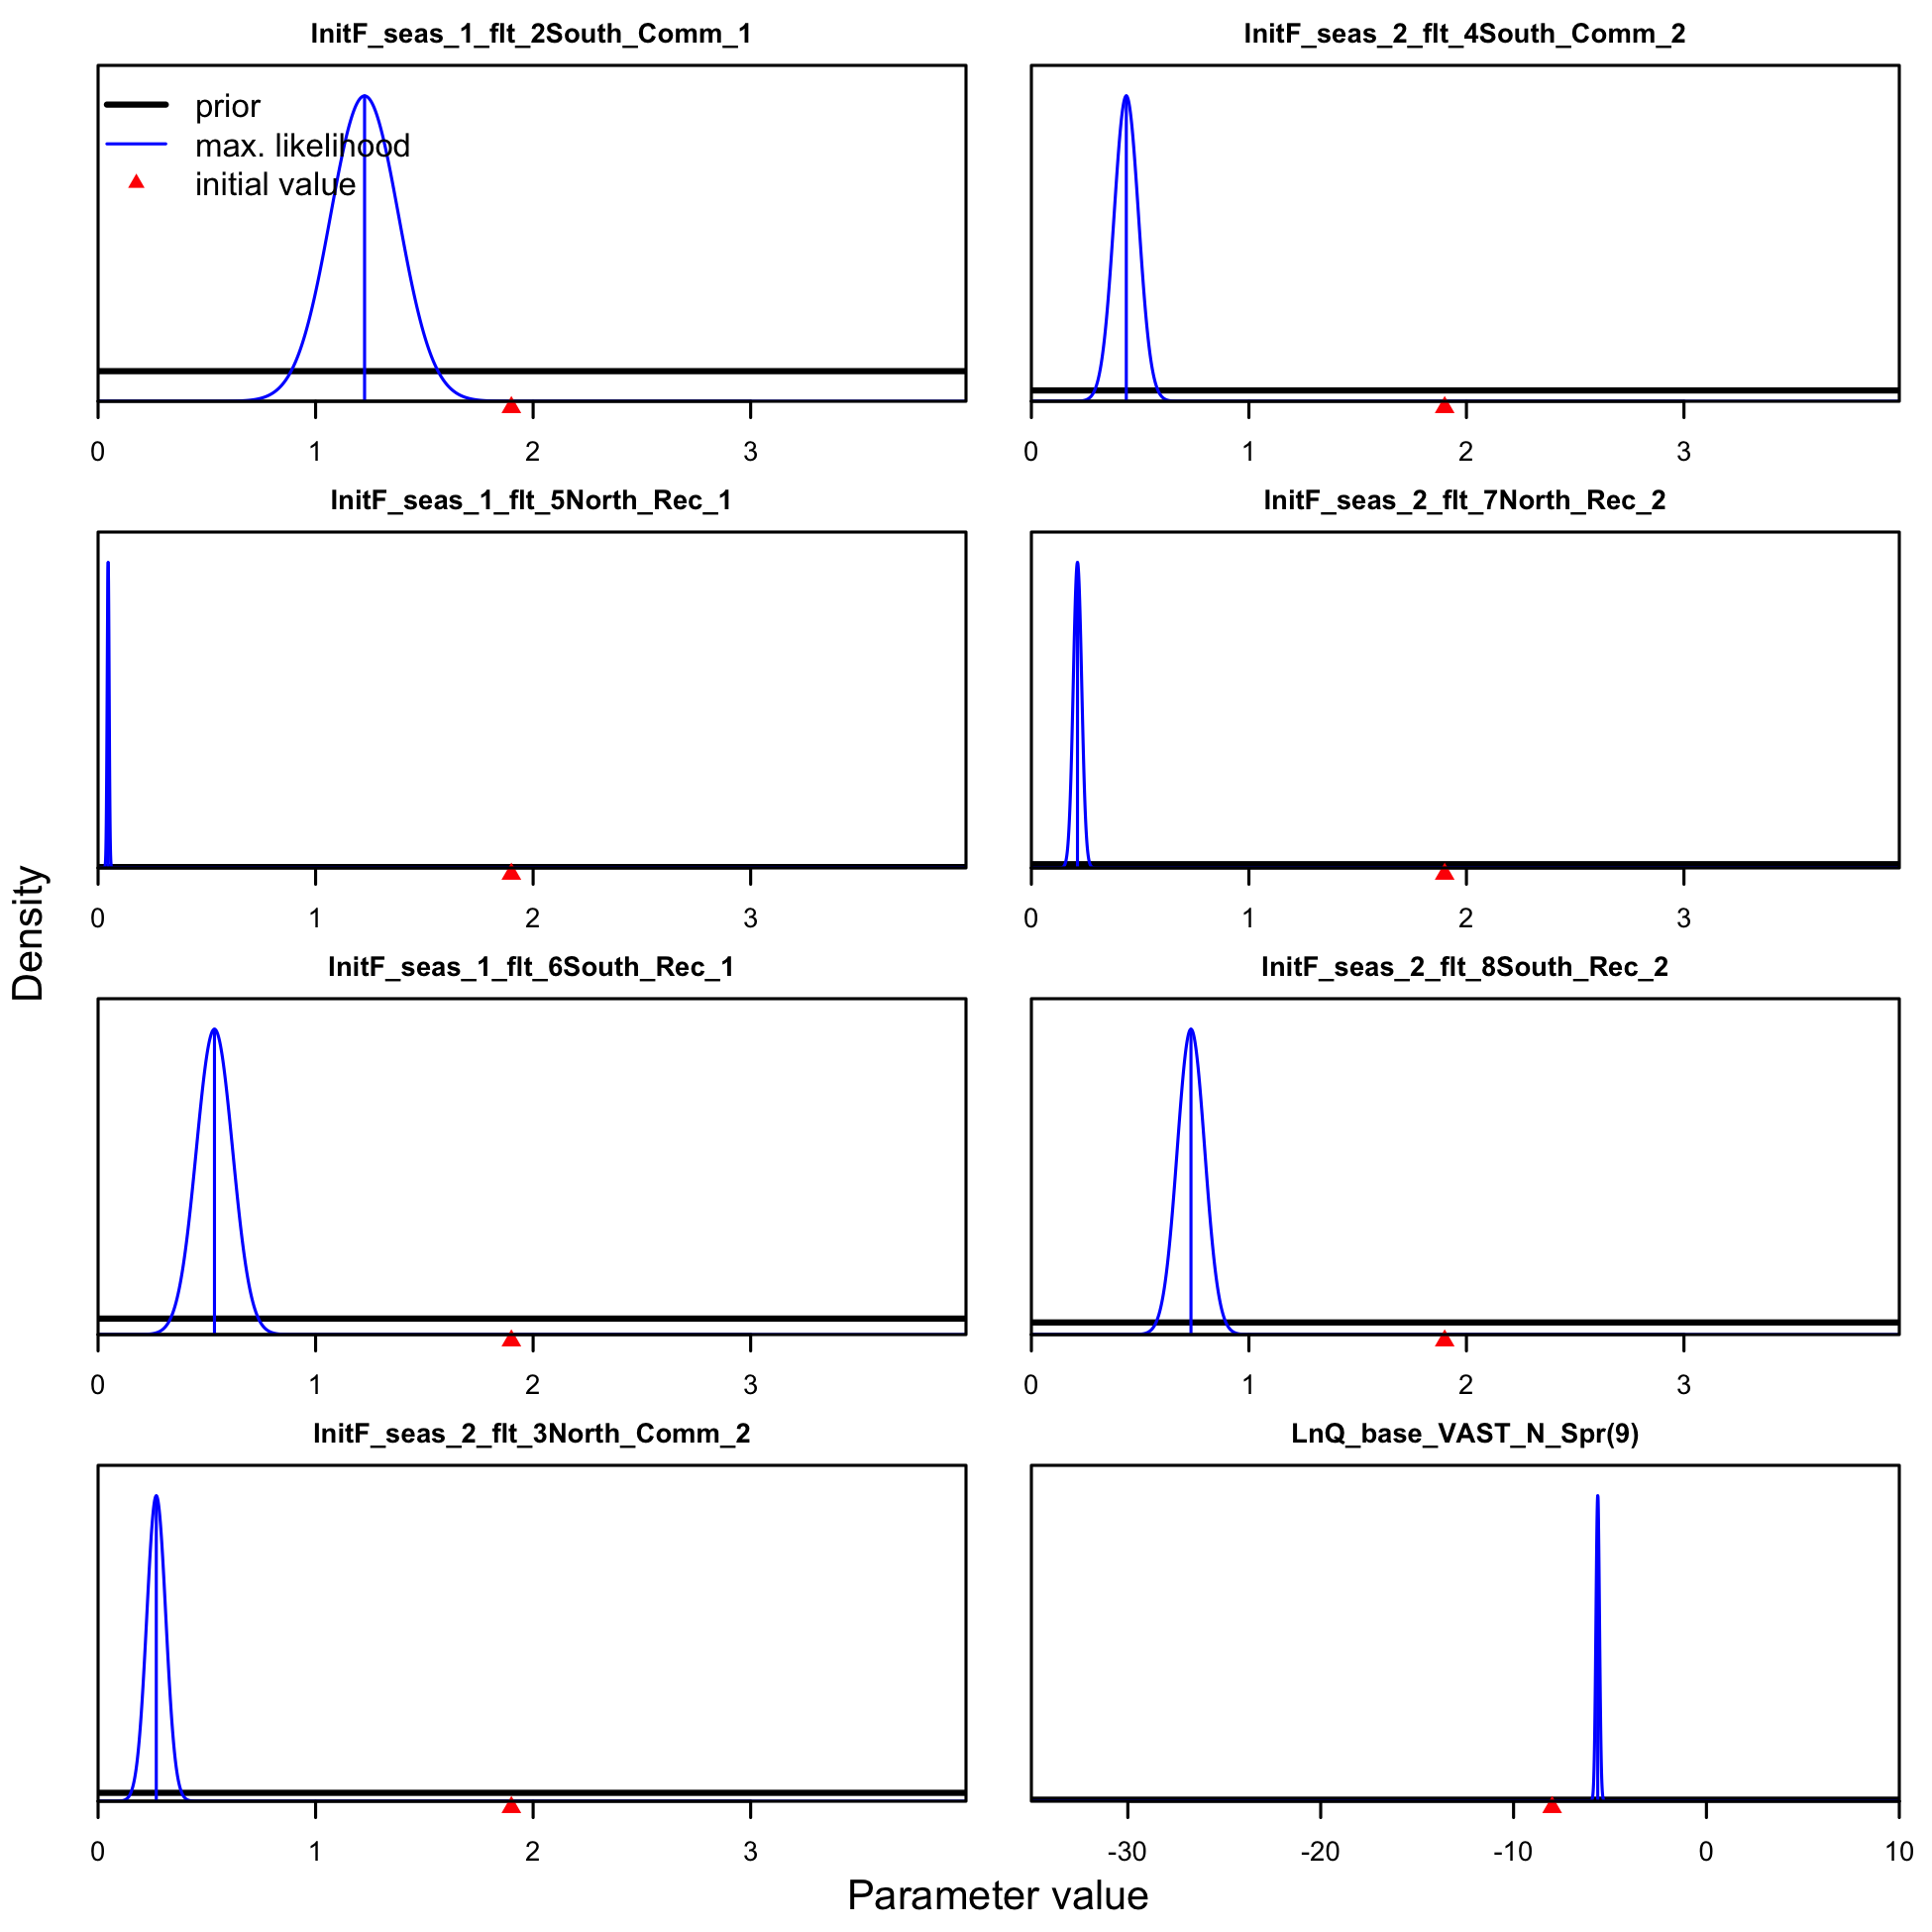 InitF_seas_1_flt_2South_Comm_1
prior
max. likelihood
initial value
0 1 2 3
InitF_seas_2_flt_4South_Comm_2
0 1 2 3
InitF_seas_1_flt_5North_Rec_1
0 1 2 3
InitF_seas_2_flt_7North_Rec_2
0 1 2 3
Density
InitF_seas_1_flt_6South_Rec_1
0 1 2 3
InitF_seas_2_flt_8South_Rec_2
0 1 2 3
InitF_seas_2_flt_3North_Comm_2
0 1 2 3
LnQ_base_VAST_N_Spr(9)
-30 -20 -10 0 10
Parameter value